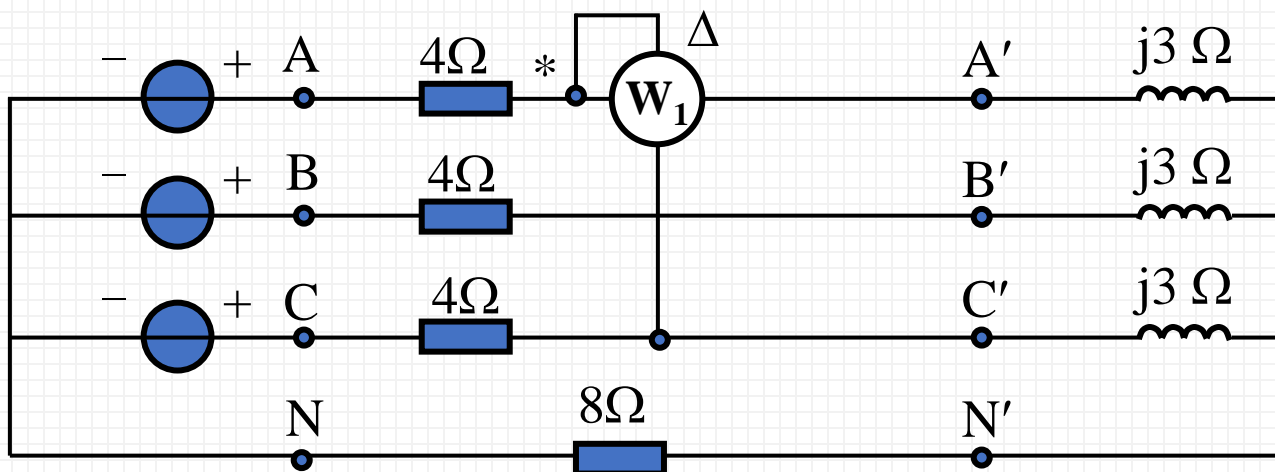 − + A 4Ω * W₁ Δ A′ j3 Ω
− + B 4Ω B′ j3 Ω
− + C 4Ω C′ j3 Ω
N 8Ω N′